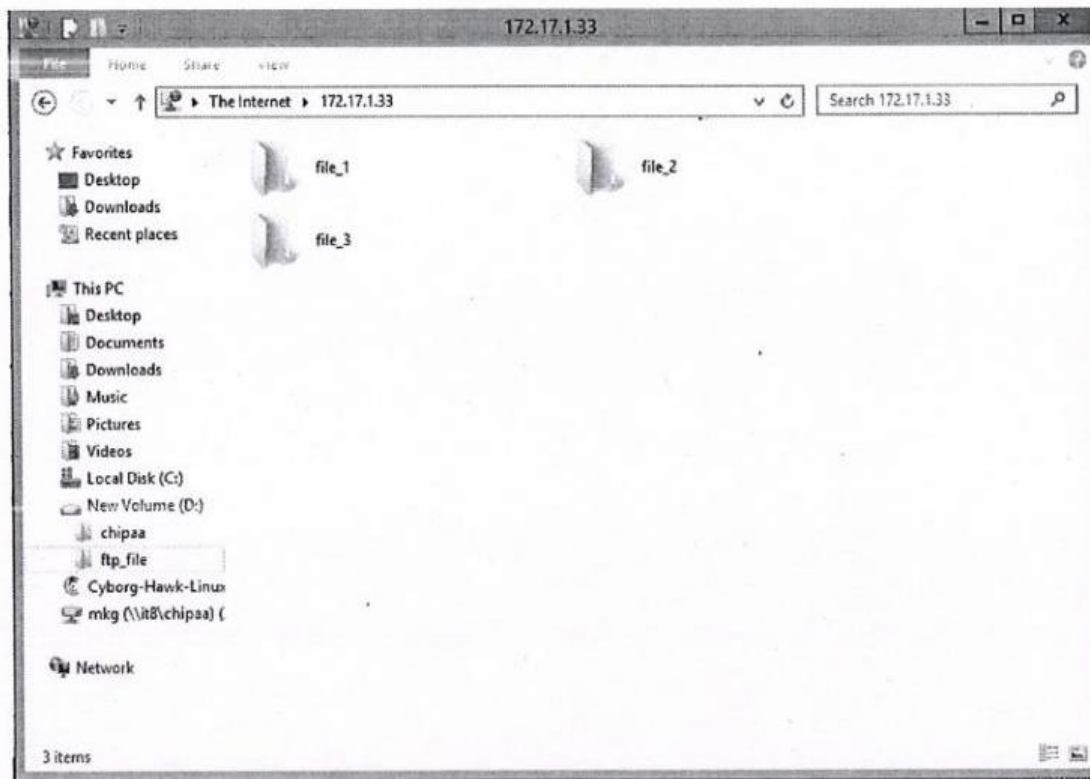 172.17.1.33
File Home Share View
The Internet 172.17.1.33
Search 172.17.1.33
Favorites
Desktop
Downloads
Recent places
This PC
Desktop
Documents
Downloads
Music
Pictures
Videos
Local Disk (C:)
New Volume (D:)
chipaa
ftp_file
Cyborg-Hawk-Linux
mkg (\\it8\chipaa) (
Network
file_1
file_2
file_3
3 items